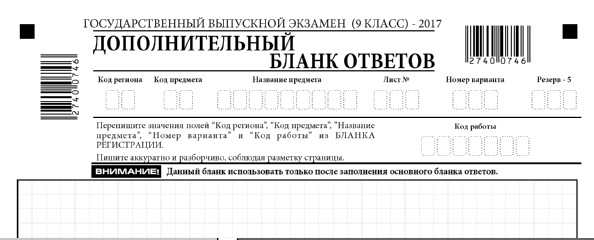 ГОСУДАРСТВЕННЫЙ ВЫПУСКНОЙ ЭКЗАМЕН (9 КЛАСС) - 2017
ДОПОЛНИТЕЛЬНЫЙ
БЛАНК ОТВЕТОВ
2740 0746
2740 0746
Код региона Код предмета Название предмета Лист № Номер варианта Резерв - 5
Перепишите значения полей "Код региона", "Код предмета", "Название
предмета", "Номер варианта" и "Код работы" из БЛАНКА
РЕГИСТРАЦИИ.
Пишите аккуратно и разборчиво, соблюдая разметку страницы.
Код работы
ВНИМАНИЕ! Данный бланк использовать только после заполнения основного бланка ответов.